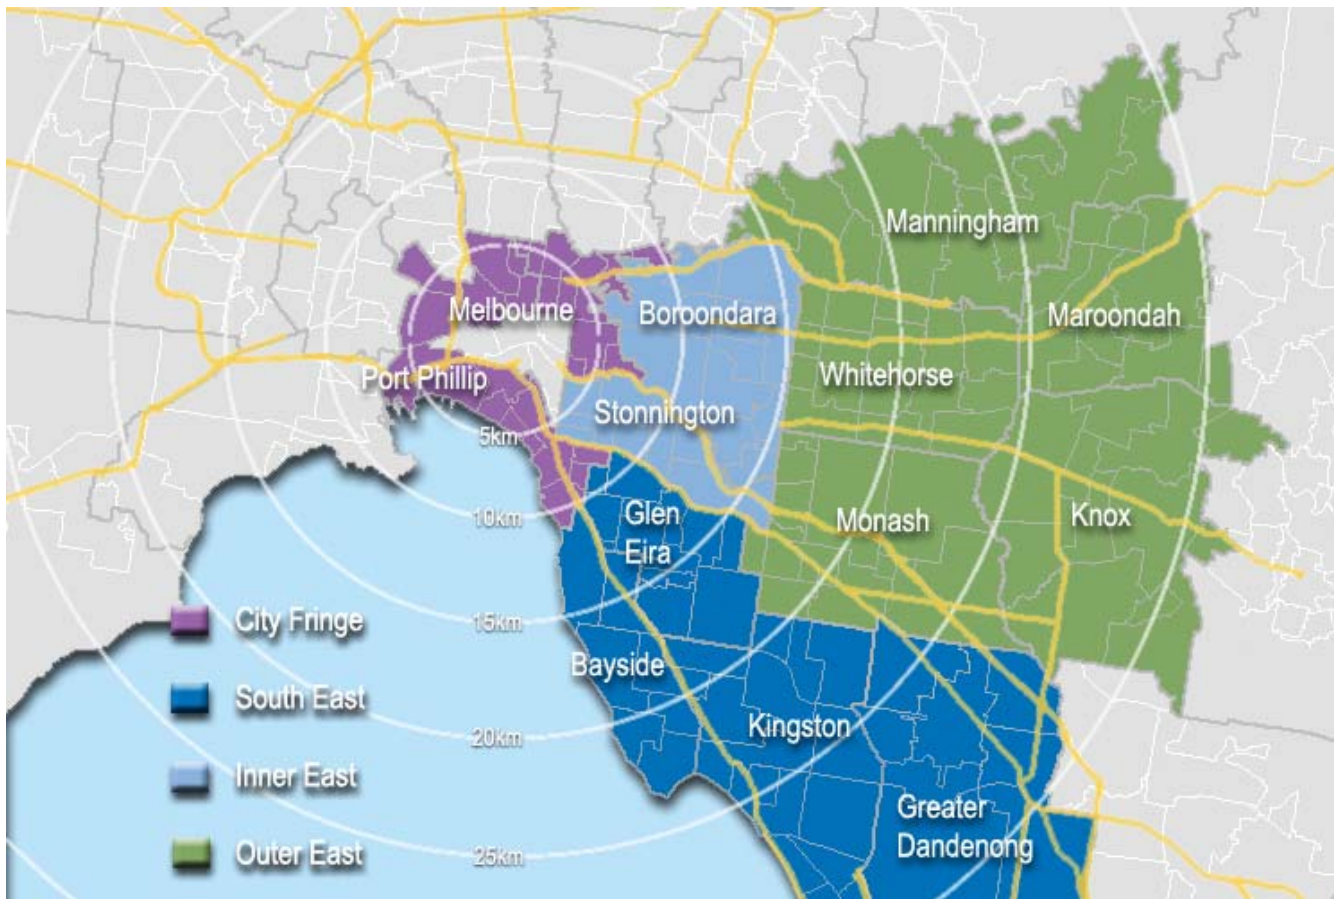 Manningham
Melbourne
Boroondara
Maroondah
Port Phillip
Whitehorse
Stonnington
5km
10km
Glen
Eira
Monash
Knox
City Fringe
15km
Bayside
South East
20km
Kingston
Inner East
Greater
Dandenong
Outer East
25km